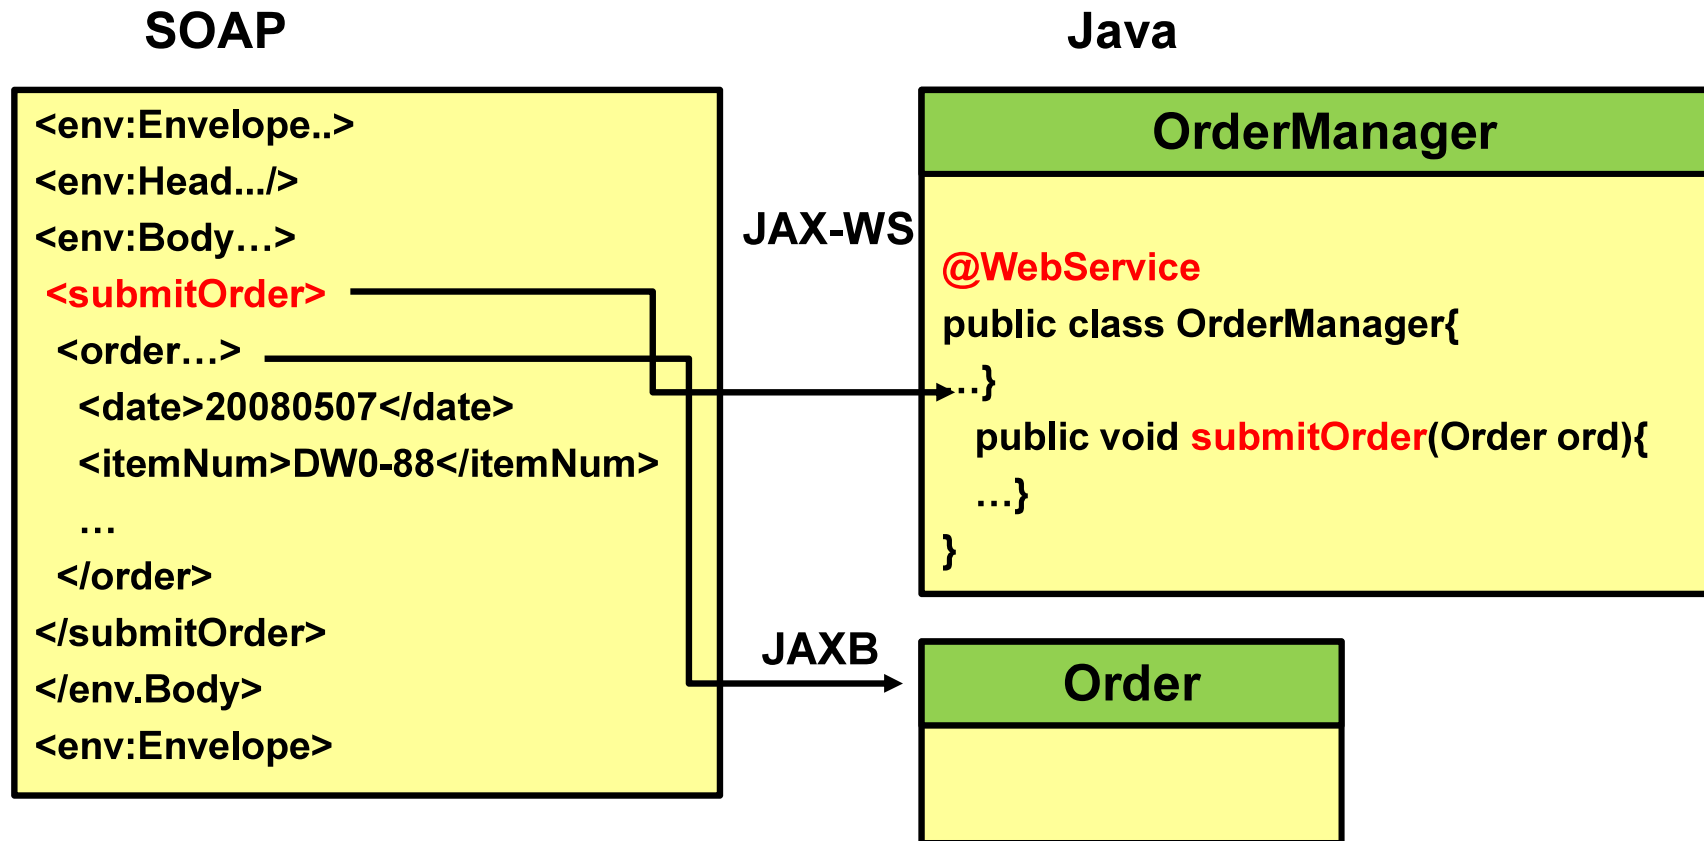 SOAP
<env:Envelope..>
<env:Head.../>
<env:Body…>
<submitOrder>
<order…>
<date>20080507</date>
<itemNum>DW0-88</itemNum>
…
</order>
</submitOrder>
</env.Body>
<env:Envelope>
JAX-WS
JAXB
Java
OrderManager
@WebService
public class OrderManager{
…}
public void submitOrder(Order ord){
…}
}
Order